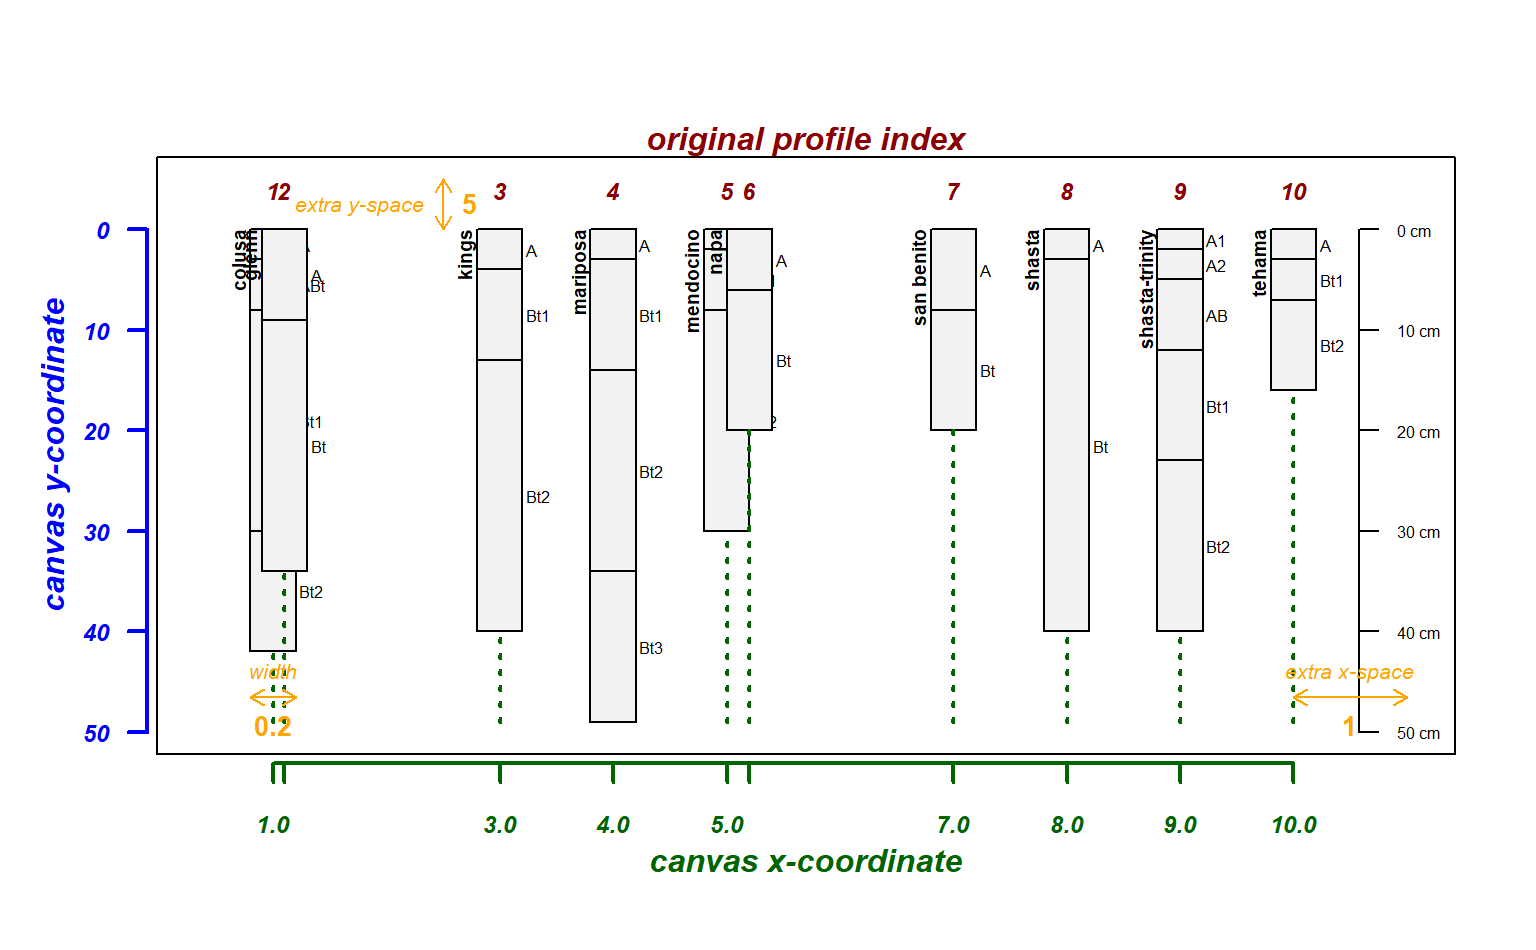 original profile index
1 2 3 4 5 6 7 8 9 10
extra y-space 5
canvas y-coordinate
0
10
20
30
40
50
colusa
A
ABt
Bt1
Bt2
glenn
A
Bt
kings
A
Bt1
Bt2
mariposa
A
Bt1
Bt2
Bt3
mendocino
napa
A
Bt
san benito
A
Bt
shasta
A
Bt
shasta-trinity
A1
A2
AB
Bt1
Bt2
tehama
A
Bt1
Bt2
0 cm
10 cm
20 cm
30 cm
40 cm
50 cm
width
0.2
extra x-space
1
1.0 3.0 4.0 5.0 7.0 8.0 9.0 10.0
canvas x-coordinate